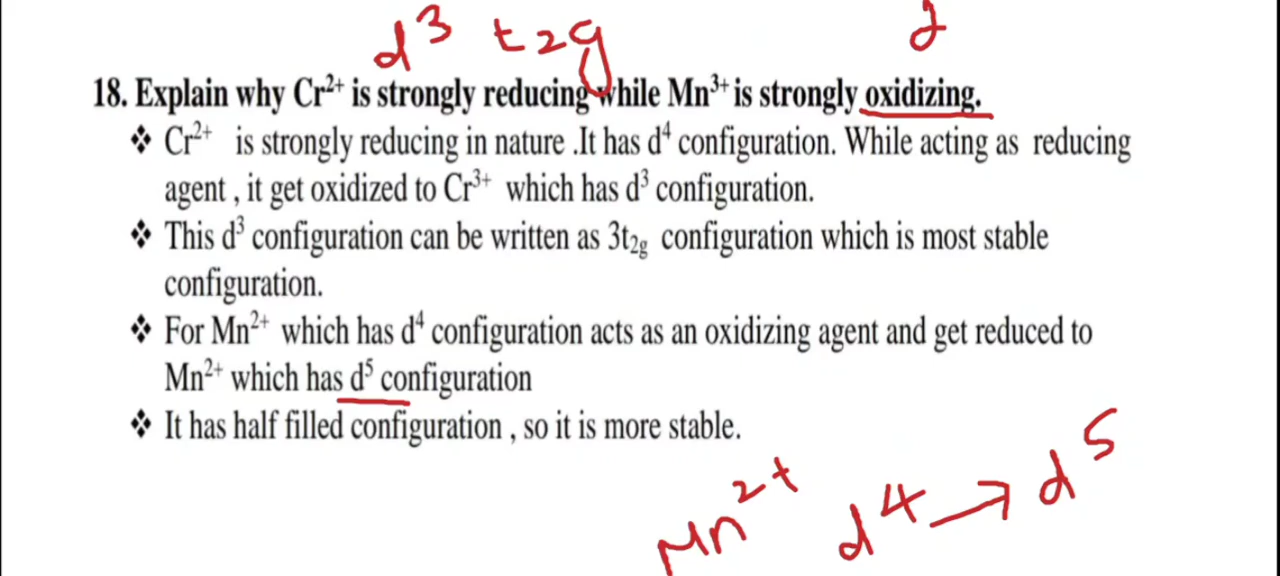 d³ t2g
18. Explain why Cr²⁺ is strongly reducing while Mn³⁺ is strongly oxidizing.
❖ Cr²⁺ is strongly reducing in nature .It has d⁴ configuration. While acting as reducing
agent , it get oxidized to Cr³⁺ which has d³ configuration.
❖ This d³ configuration can be written as 3t₂g configuration which is most stable
configuration.
❖ For Mn²⁺ which has d⁴ configuration acts as an oxidizing agent and get reduced to
Mn²⁺ which has d⁵ configuration
❖ It has half filled configuration , so it is more stable.
Mn²⁺ d⁴ → d⁵